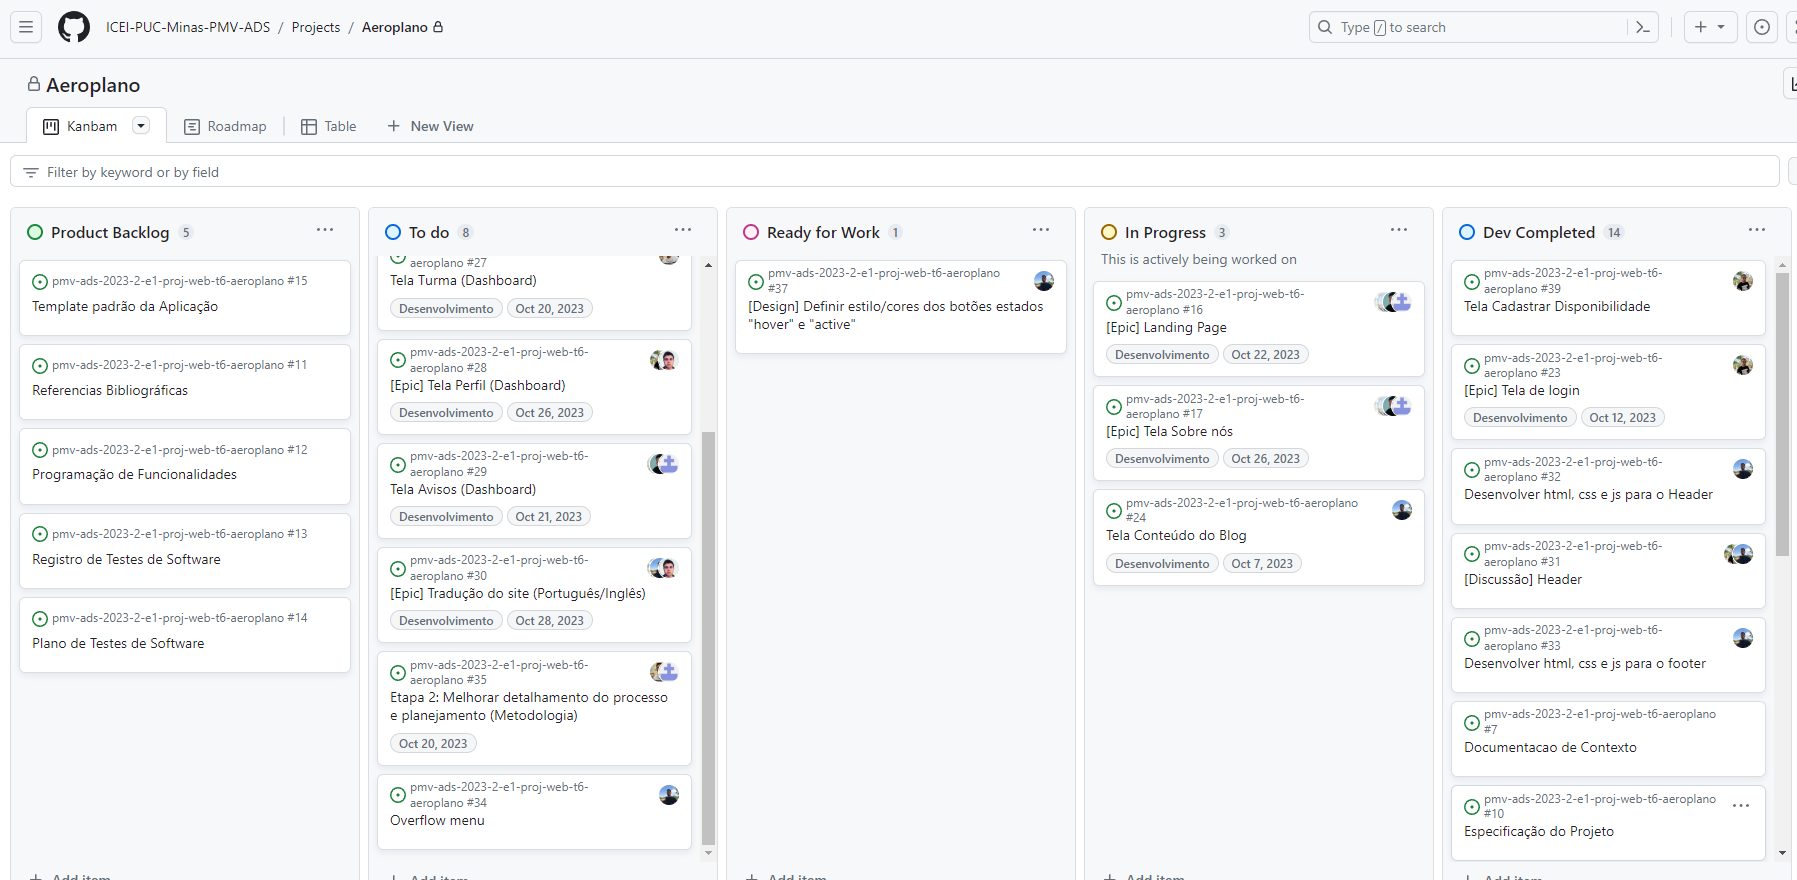 ICEI-PUC-Minas-PMV-ADS / Projects / Aeroplano
Type / to search
Aeroplano
Kanbam
Roadmap
Table
New View
Filter by keyword or by field
Product Backlog 5
pmv-ads-2023-2-e1-proj-web-t6-aeroplano #15
Template padrão da Aplicação
pmv-ads-2023-2-e1-proj-web-t6-aeroplano #11
Referencias Bibliográficas
pmv-ads-2023-2-e1-proj-web-t6-aeroplano #12
Programação de Funcionalidades
pmv-ads-2023-2-e1-proj-web-t6-aeroplano #13
Registro de Testes de Software
pmv-ads-2023-2-e1-proj-web-t6-aeroplano #14
Plano de Testes de Software
Add item
To do 8
aeroplano #27
Tela Turma (Dashboard)
Desenvolvimento Oct 20, 2023
pmv-ads-2023-2-e1-proj-web-t6-
aeroplano #28
[Epic] Tela Perfil (Dashboard)
Desenvolvimento Oct 26, 2023
pmv-ads-2023-2-e1-proj-web-t6-
aeroplano #29
Tela Avisos (Dashboard)
Desenvolvimento Oct 21, 2023
pmv-ads-2023-2-e1-proj-web-t6-
aeroplano #30
[Epic] Tradução do site (Português/Inglês)
Desenvolvimento Oct 28, 2023
pmv-ads-2023-2-e1-proj-web-t6-
aeroplano #35
Etapa 2: Melhorar detalhamento do processo
e planejamento (Metodologia)
Oct 20, 2023
pmv-ads-2023-2-e1-proj-web-t6-
aeroplano #34
Overflow menu
Add item
Ready for Work 1
pmv-ads-2023-2-e1-proj-web-t6-aeroplano
#37
[Design] Definir estilo/cores dos botões estados
"hover" e "active"
Add item
In Progress 3
This is actively being worked on
pmv-ads-2023-2-e1-proj-web-t6-
aeroplano #16
[Epic] Landing Page
Desenvolvimento Oct 22, 2023
pmv-ads-2023-2-e1-proj-web-t6-
aeroplano #17
[Epic] Tela Sobre nós
Desenvolvimento Oct 26, 2023
pmv-ads-2023-2-e1-proj-web-t6-aeroplano
#24
Tela Conteúdo do Blog
Desenvolvimento Oct 7, 2023
Add item
Dev Completed 14
pmv-ads-2023-2-e1-proj-web-t6-
aeroplano #39
Tela Cadastrar Disponibilidade
pmv-ads-2023-2-e1-proj-web-t6-
aeroplano #23
[Epic] Tela de login
Desenvolvimento Oct 12, 2023
pmv-ads-2023-2-e1-proj-web-t6-
aeroplano #32
Desenvolver html, css e js para o Header
pmv-ads-2023-2-e1-proj-web-t6-
aeroplano #31
[Discussão] Header
pmv-ads-2023-2-e1-proj-web-t6-
aeroplano #33
Desenvolver html, css e js para o footer
pmv-ads-2023-2-e1-proj-web-t6-aeroplano
#7
Documentacao de Contexto
pmv-ads-2023-2-e1-proj-web-t6-aeroplano
#10
Especificação do Projeto
Add item